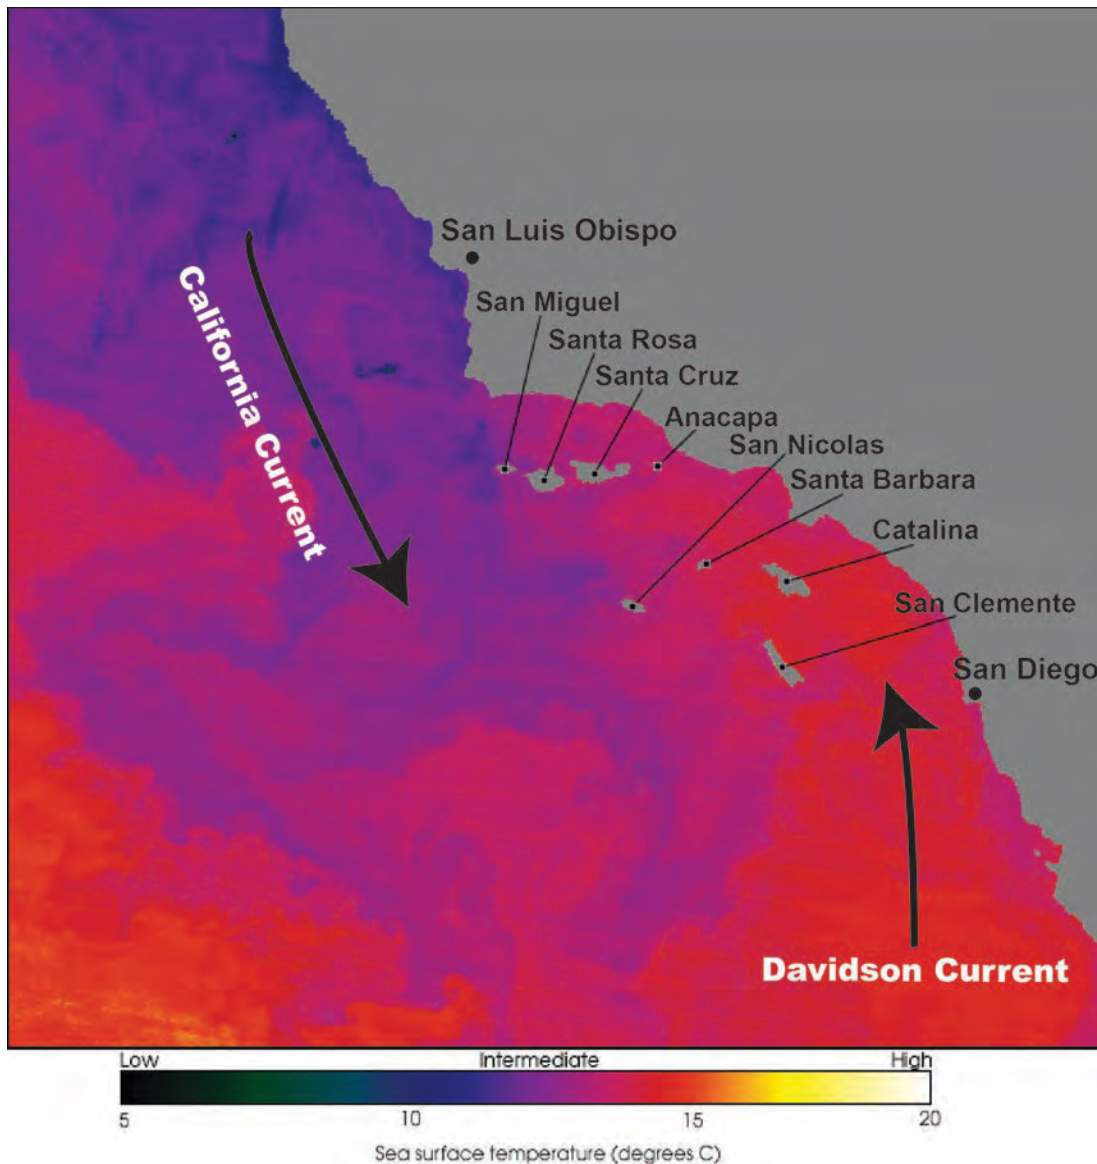 San Luis Obispo
San Miguel
Santa Rosa
Santa Cruz
Anacapa
San Nicolas
Santa Barbara
Catalina
San Clemente
San Diego
California Current
Davidson Current
Low Intermediate High
5 10 15 20
Sea surface temperature (degrees C)